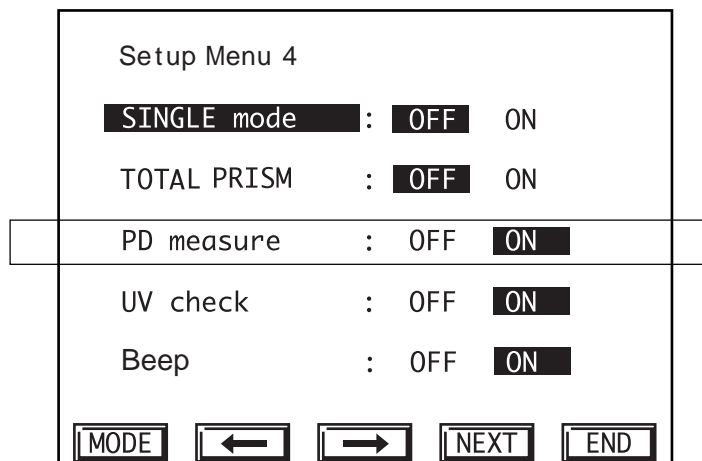 Setup Menu 4
SINGLE mode : OFF ON
TOTAL PRISM : OFF ON
PD measure : OFF ON
UV check : OFF ON
Beep : OFF ON
MODE ← → NEXT END